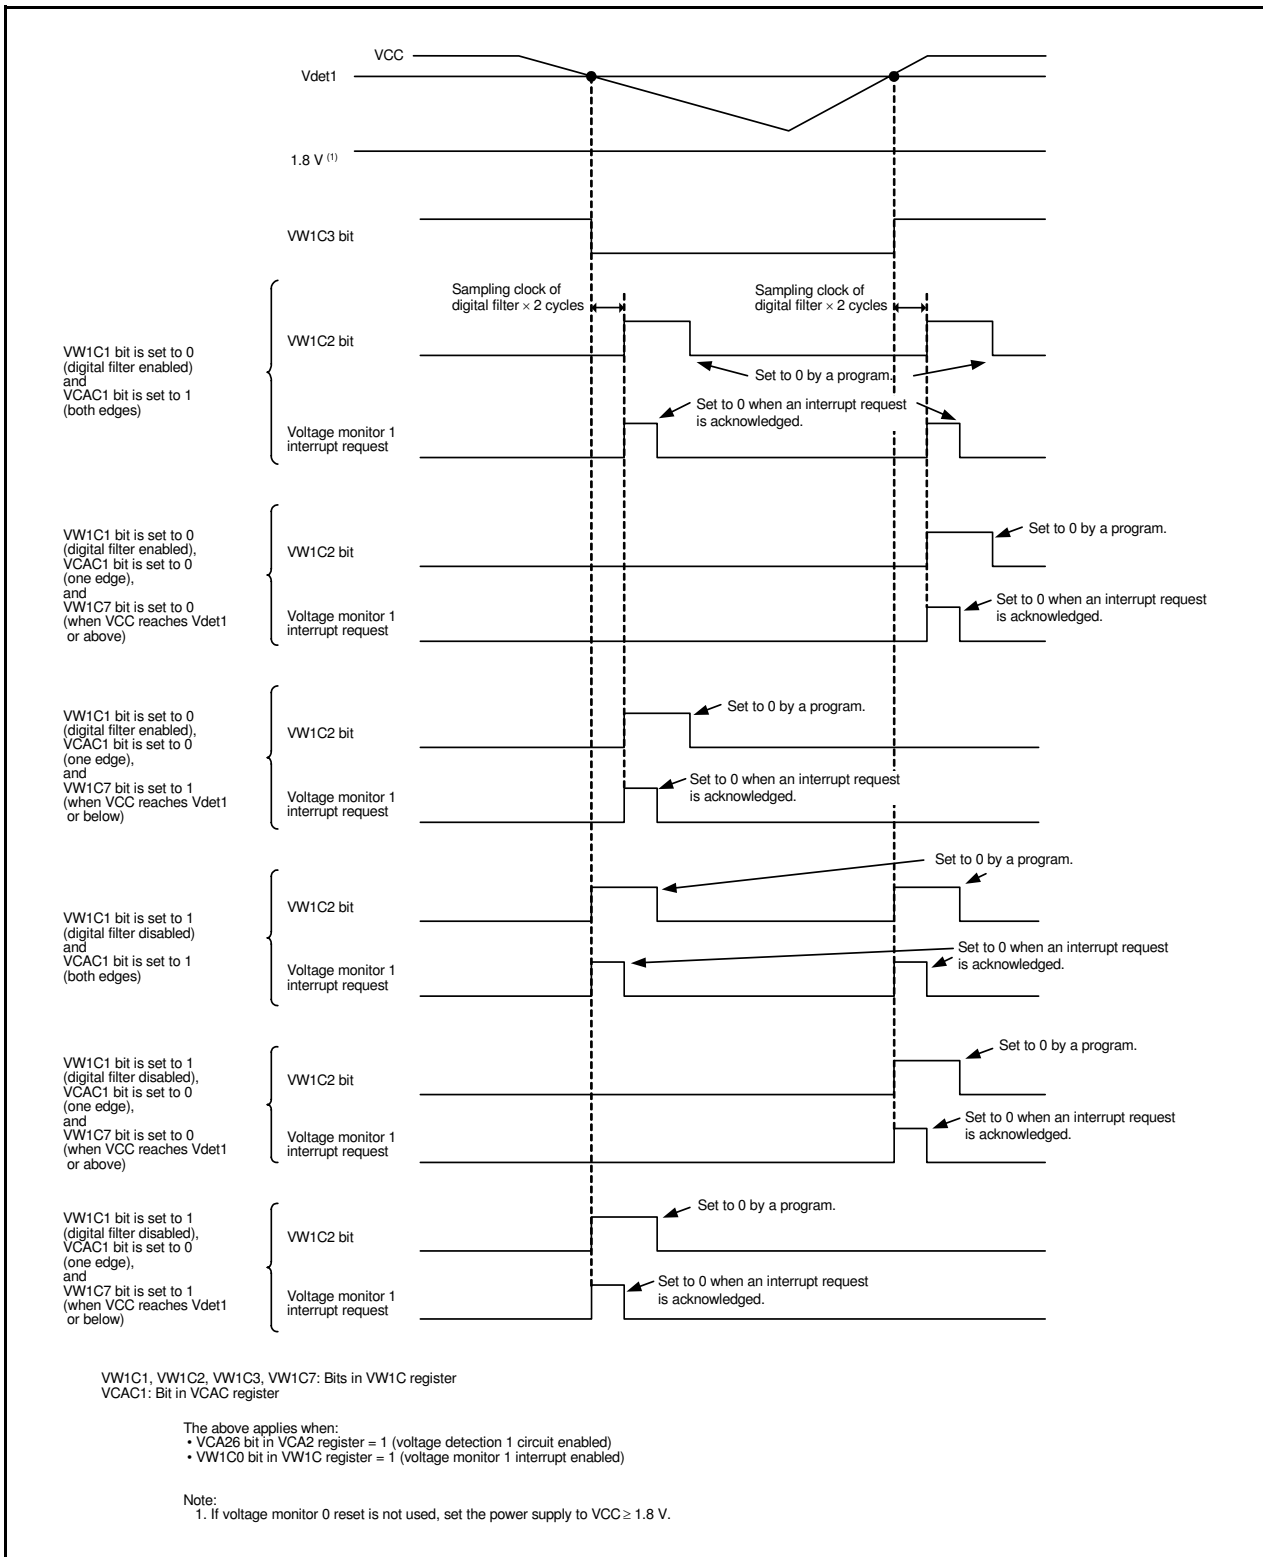 VCC
Vdet1
1.8 V (1)
VW1C3 bit
Sampling clock of
digital filter × 2 cycles
Sampling clock of
digital filter × 2 cycles
VW1C1 bit is set to 0
(digital filter enabled)
and
VCAC1 bit is set to 1
(both edges)
VW1C2 bit
Set to 0 by a program.
Set to 0 when an interrupt request
is acknowledged.
Voltage monitor 1
interrupt request
VW1C1 bit is set to 0
(digital filter enabled),
VCAC1 bit is set to 0
(one edge),
and
VW1C7 bit is set to 0
(when VCC reaches Vdet1
or above)
VW1C2 bit
Set to 0 by a program.
Voltage monitor 1
interrupt request
Set to 0 when an interrupt request
is acknowledged.
VW1C1 bit is set to 0
(digital filter enabled),
VCAC1 bit is set to 0
(one edge),
and
VW1C7 bit is set to 1
(when VCC reaches Vdet1
or below)
VW1C2 bit
Set to 0 by a program.
Voltage monitor 1
interrupt request
Set to 0 when an interrupt request
is acknowledged.
VW1C1 bit is set to 1
(digital filter disabled)
and
VCAC1 bit is set to 1
(both edges)
VW1C2 bit
Set to 0 by a program.
Voltage monitor 1
interrupt request
Set to 0 when an interrupt request
is acknowledged.
VW1C1 bit is set to 1
(digital filter disabled),
VCAC1 bit is set to 0
(one edge),
and
VW1C7 bit is set to 0
(when VCC reaches Vdet1
or above)
VW1C2 bit
Set to 0 by a program.
Voltage monitor 1
interrupt request
Set to 0 when an interrupt request
is acknowledged.
VW1C1 bit is set to 1
(digital filter disabled),
VCAC1 bit is set to 0
(one edge),
and
VW1C7 bit is set to 1
(when VCC reaches Vdet1
or below)
VW1C2 bit
Set to 0 by a program.
Voltage monitor 1
interrupt request
Set to 0 when an interrupt request
is acknowledged.
VW1C1, VW1C2, VW1C3, VW1C7: Bits in VW1C register
VCAC1: Bit in VCAC register
The above applies when:
• VCA26 bit in VCA2 register = 1 (voltage detection 1 circuit enabled)
• VW1C0 bit in VW1C register = 1 (voltage monitor 1 interrupt enabled)
Note:
1. If voltage monitor 0 reset is not used, set the power supply to VCC ≥ 1.8 V.